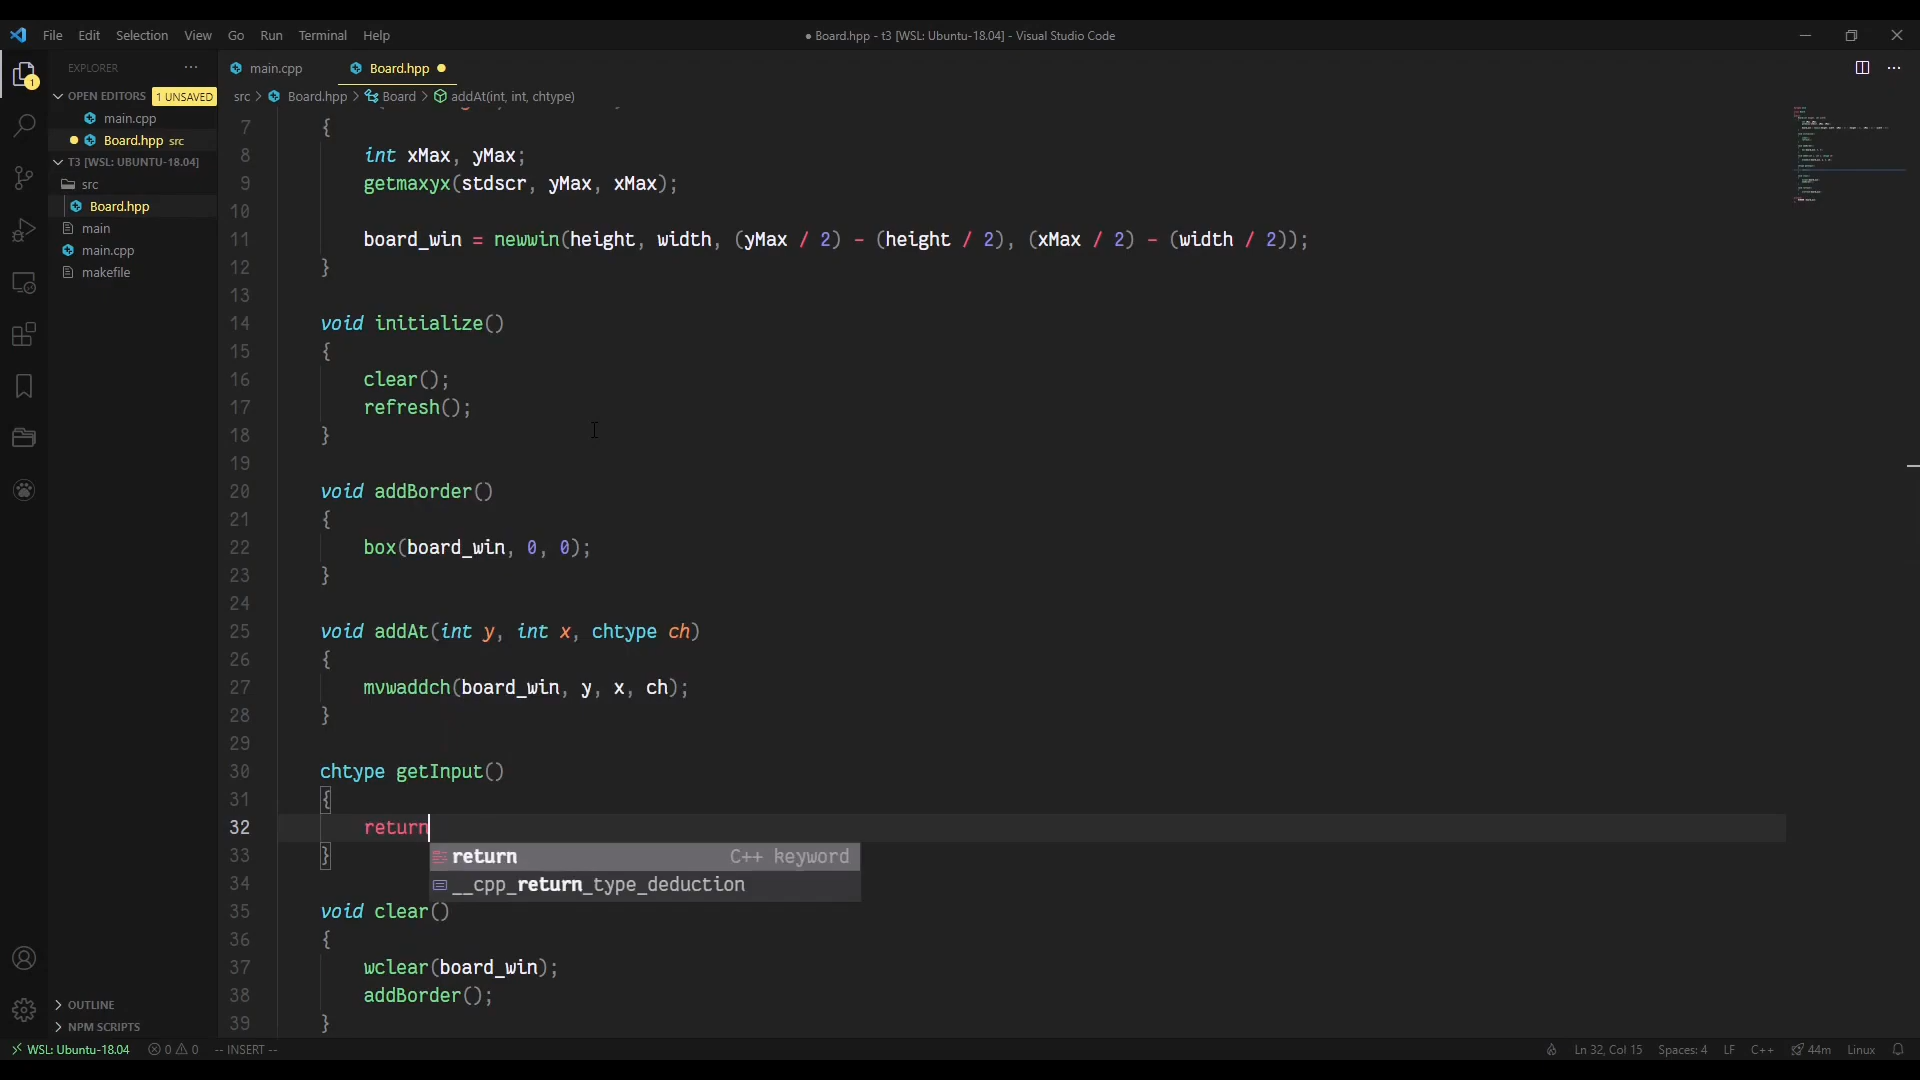 File Edit Selection View Go Run Terminal Help
● Board.hpp - t3 [WSL: Ubuntu-18.04] - Visual Studio Code
EXPLORER
OPEN EDITORS 1 UNSAVED
main.cpp
Board.hpp src
T3 [WSL: UBUNTU-18.04]
src
Board.hpp
main
main.cpp
makefile
OUTLINE
NPM SCRIPTS
1
main.cpp Board.hpp
src > Board.hpp > Board > addAt(int, int, chtype)
7 {
8 int xMax, yMax;
9 getmaxyx(stdscr, yMax, xMax);
10
11 board_win = newwin(height, width, (yMax / 2) - (height / 2), (xMax / 2) - (width / 2));
12 }
13
14 void initialize()
15 {
16 clear();
17 refresh();
18 }
19
20 void addBorder()
21 {
22 box(board_win, 0, 0);
23 }
24
25 void addAt(int y, int x, chtype ch)
26 {
27 mvwaddch(board_win, y, x, ch);
28 }
29
30 chtype getInput()
31 {
32 return
33 }
return C++ keyword
__cpp_return_type_deduction
34
35 void clear()
36 {
37 wclear(board_win);
38 addBorder();
39 }
WSL: Ubuntu-18.04 0 0 -- INSERT -- Ln 32, Col 15 Spaces: 4 LF C++ 44m Linux